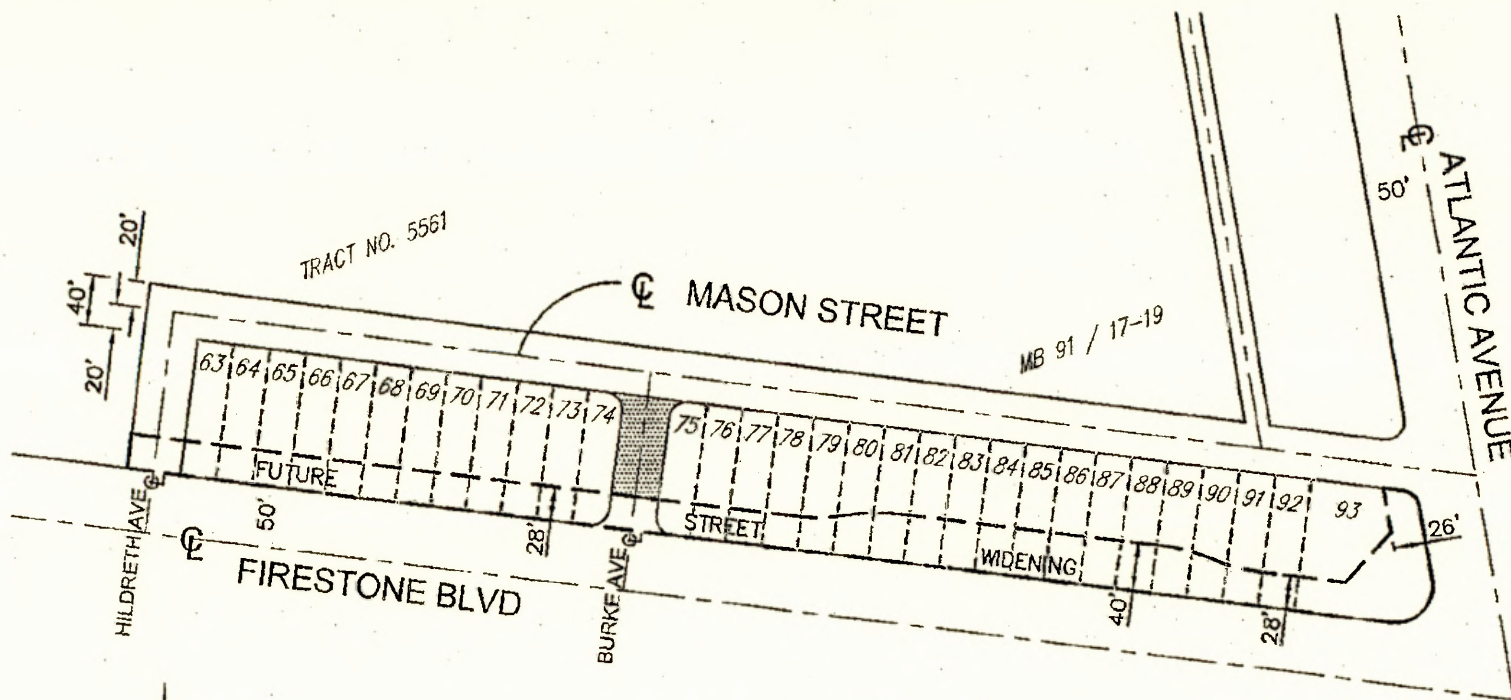 ATLANTIC AVENUE
℄
50'
20'
40'
20'
TRACT NO. 5561
℄ MASON STREET
MB 91 / 17-19
63 64 65 66 67 68 69 70 71 72 73 74 75 76 77 78 79 80 81 82 83 84 85 86 87 88 89 90 91 92 93
FUTURE STREET WIDENING
26'
50'
28'
40'
28'
HILDRETH AVE ℄
℄ FIRESTONE BLVD
BURKE AVE ℄